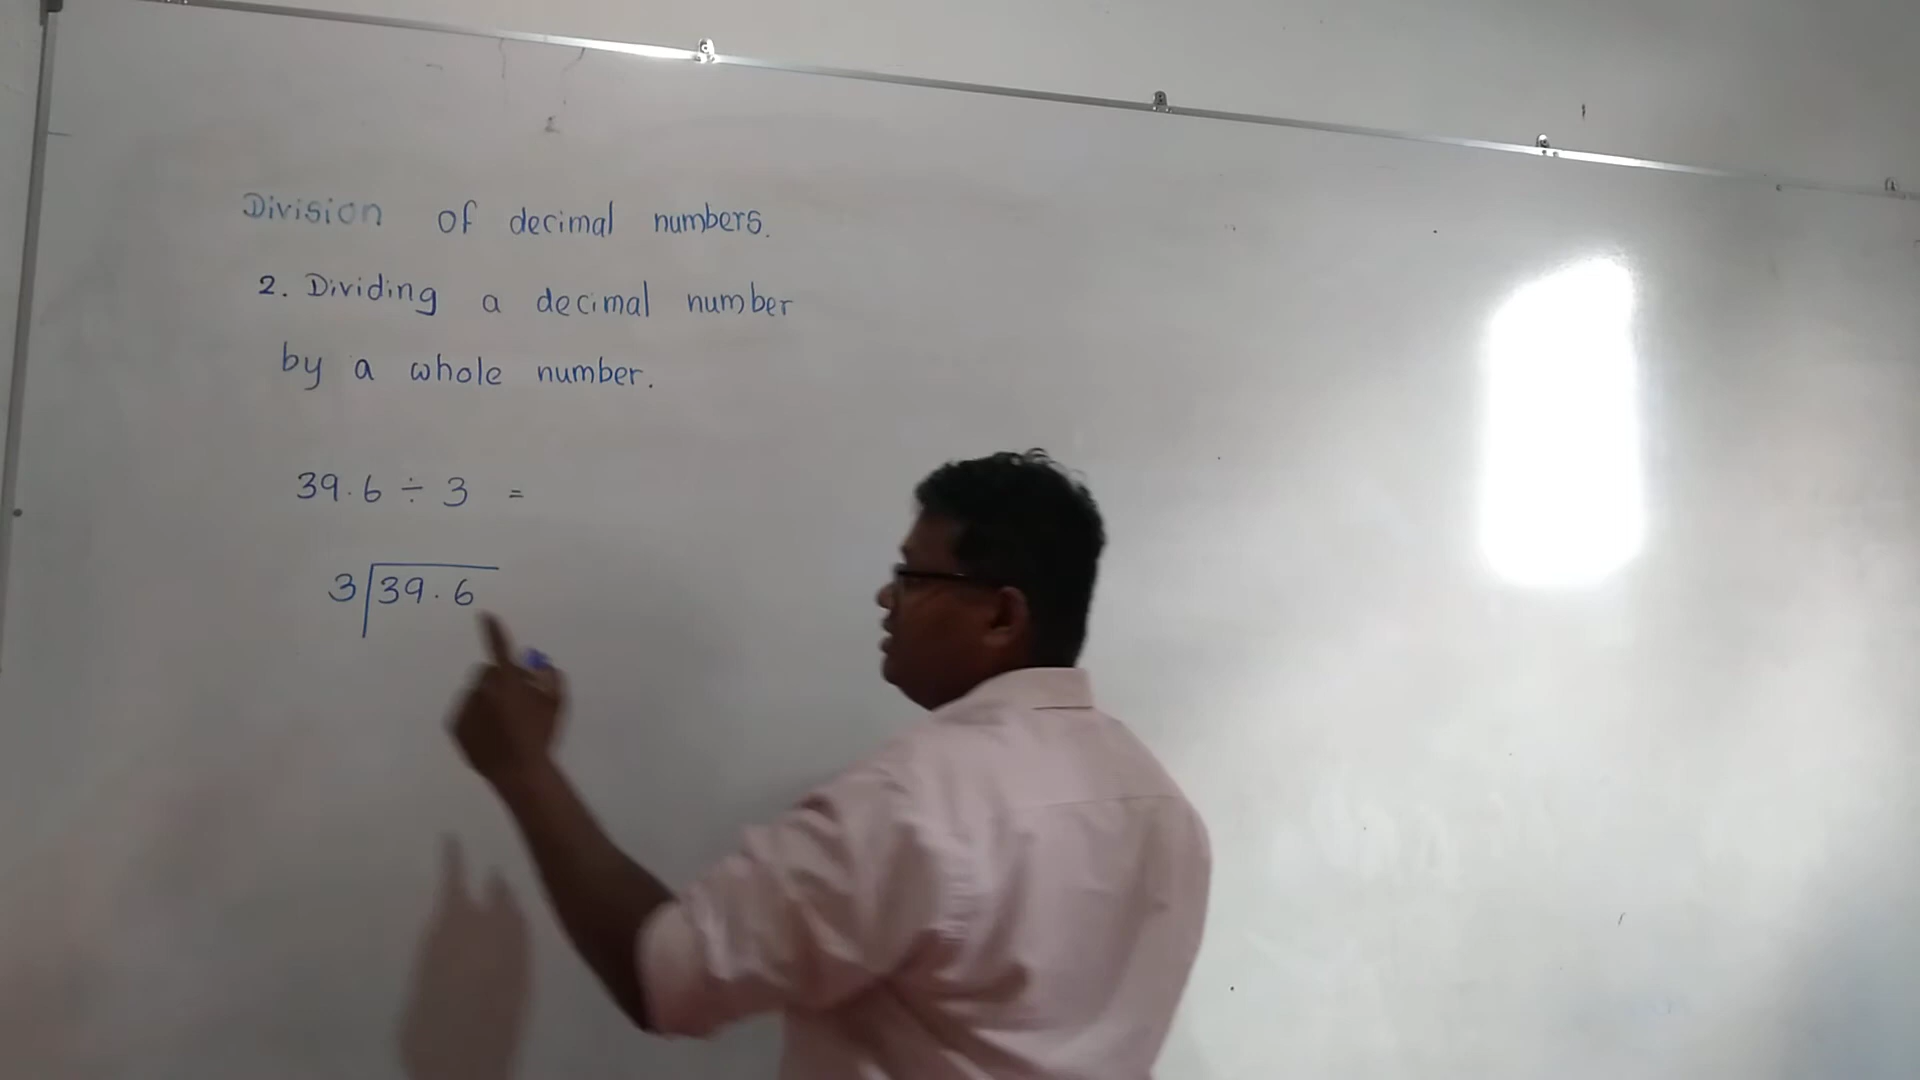 Division of decimal numbers.
2. Dividing a decimal number
by a whole number.
39.6 ÷ 3 =
3 39.6